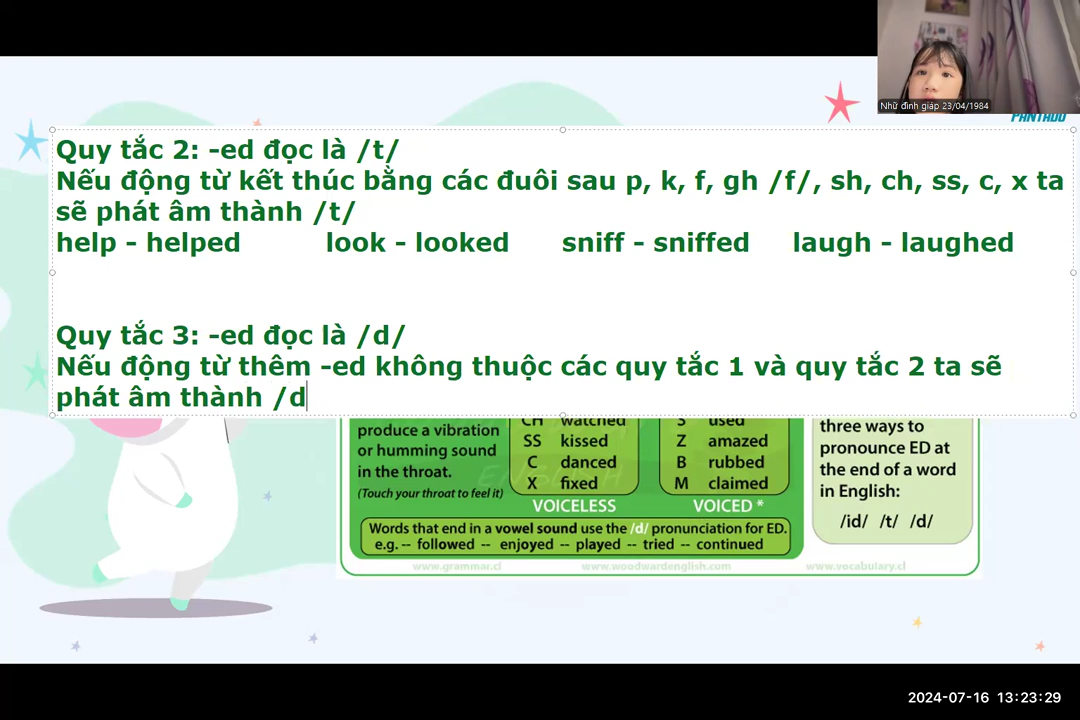 Nhữ đình giáp 23/04/1984
PANTADO
Quy tắc 2: -ed đọc là /t/
Nếu động từ kết thúc bằng các đuôi sau p, k, f, gh /f/, sh, ch, ss, c, x ta
sẽ phát âm thành /t/
help - helped look - looked sniff - sniffed laugh - laughed
Quy tắc 3: -ed đọc là /d/
Nếu động từ thêm -ed không thuộc các quy tắc 1 và quy tắc 2 ta sẽ
phát âm thành /d
produce a vibration
or humming sound
in the throat.
(Touch your throat to feel it)
CH watched
SS kissed
C danced
X fixed
VOICELESS
S used
Z amazed
B rubbed
M claimed
VOICED *
ENGLISH
Words that end in a vowel sound use the /d/ pronunciation for ED.
e.g. -- followed -- enjoyed -- played -- tried -- continued
three ways to
pronounce ED at
the end of a word
in English:
/id/ /t/ /d/
www.grammar.cl www.woodwardenglish.com www.vocabulary.cl
2024-07-16 13:23:29